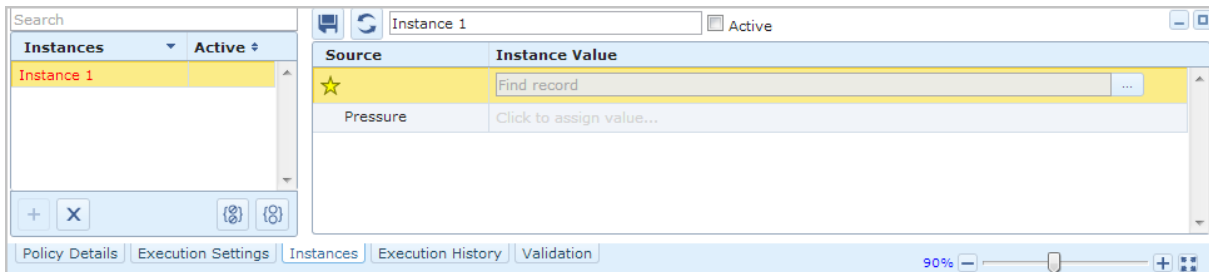 Search
Instances Active
Instance 1
Instance 1 Active
Source Instance Value
Find record ...
Pressure Click to assign value...
Policy Details Execution Settings Instances Execution History Validation
90%